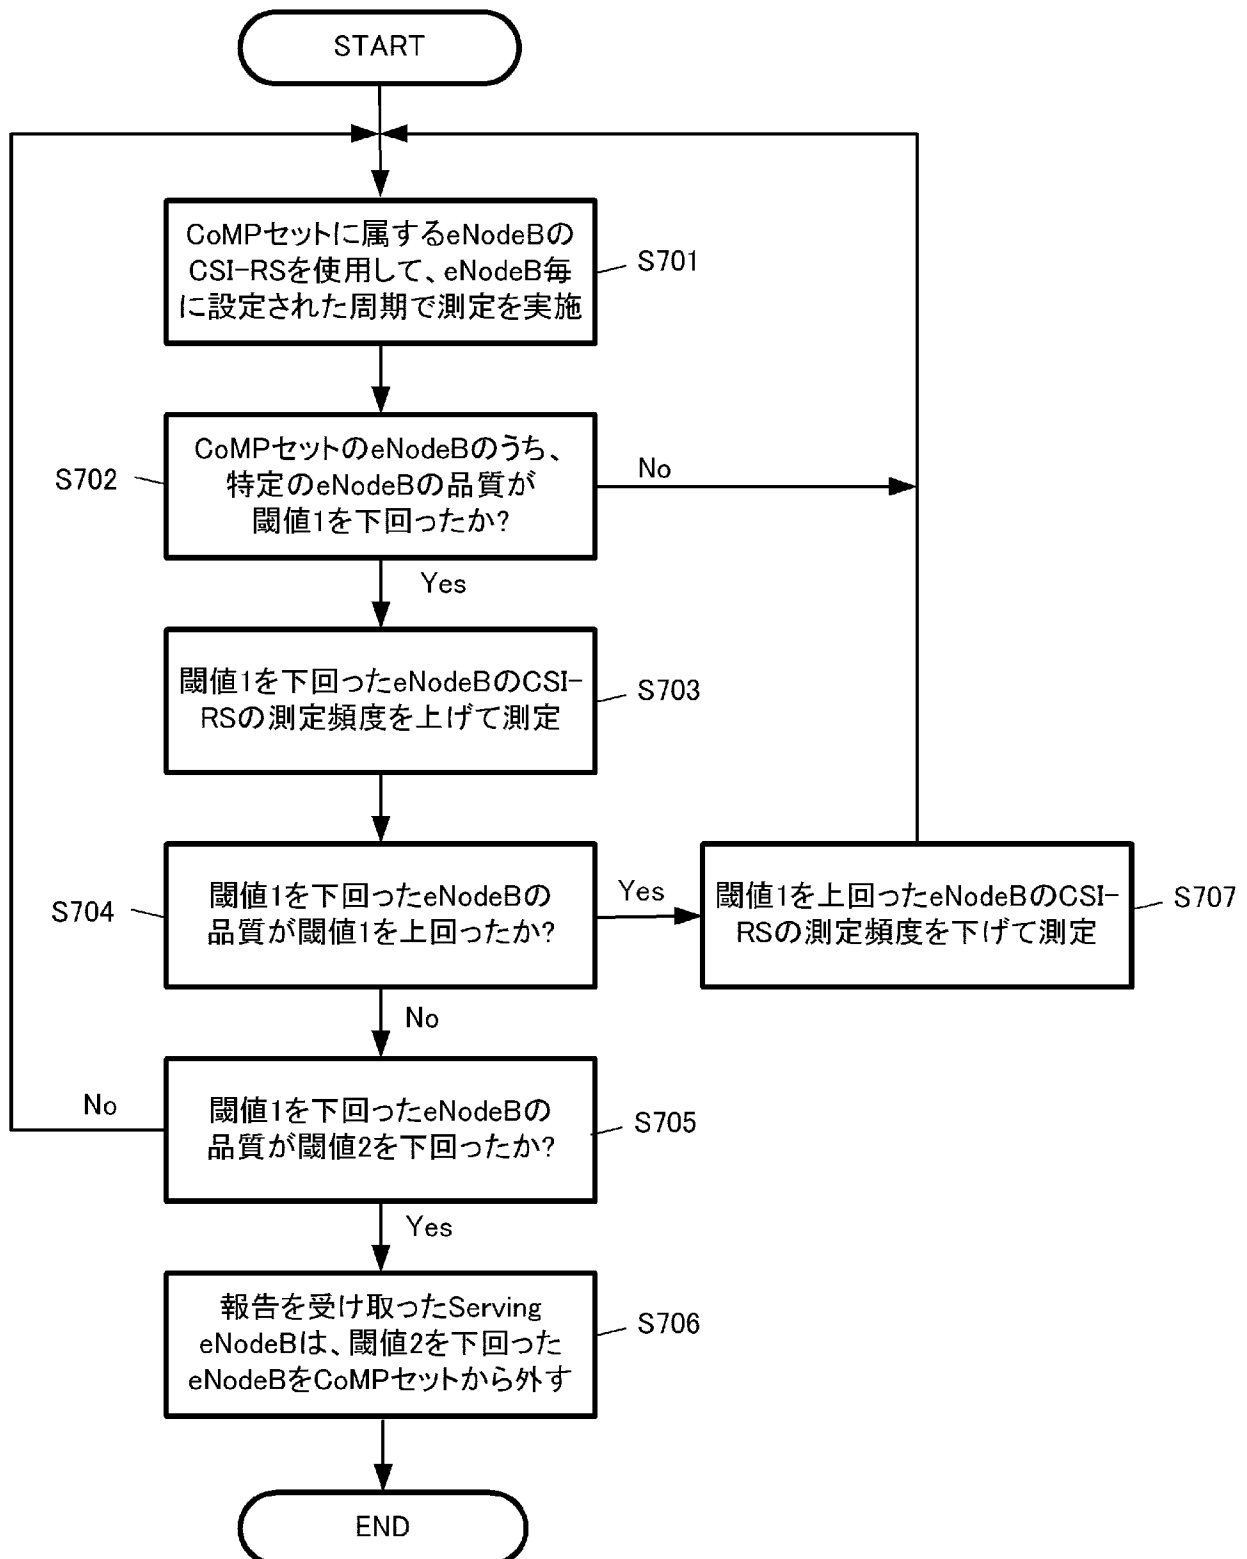 START
CoMPセットに属するeNodeBの
CSI-RSを使用して、eNodeB毎
に設定された周期で測定を実施
S701
CoMPセットのeNodeBのうち、
特定のeNodeBの品質が
閾値1を下回ったか?
S702
No
Yes
閾値1を下回ったeNodeBのCSI-
RSの測定頻度を上げて測定
S703
閾値1を下回ったeNodeBの
品質が閾値1を上回ったか?
S704
Yes
閾値1を上回ったeNodeBのCSI-
RSの測定頻度を下げて測定
S707
No
閾値1を下回ったeNodeBの
品質が閾値2を下回ったか?
S705
No
Yes
報告を受け取ったServing
eNodeBは、閾値2を下回った
eNodeBをCoMPセットから外す
S706
END